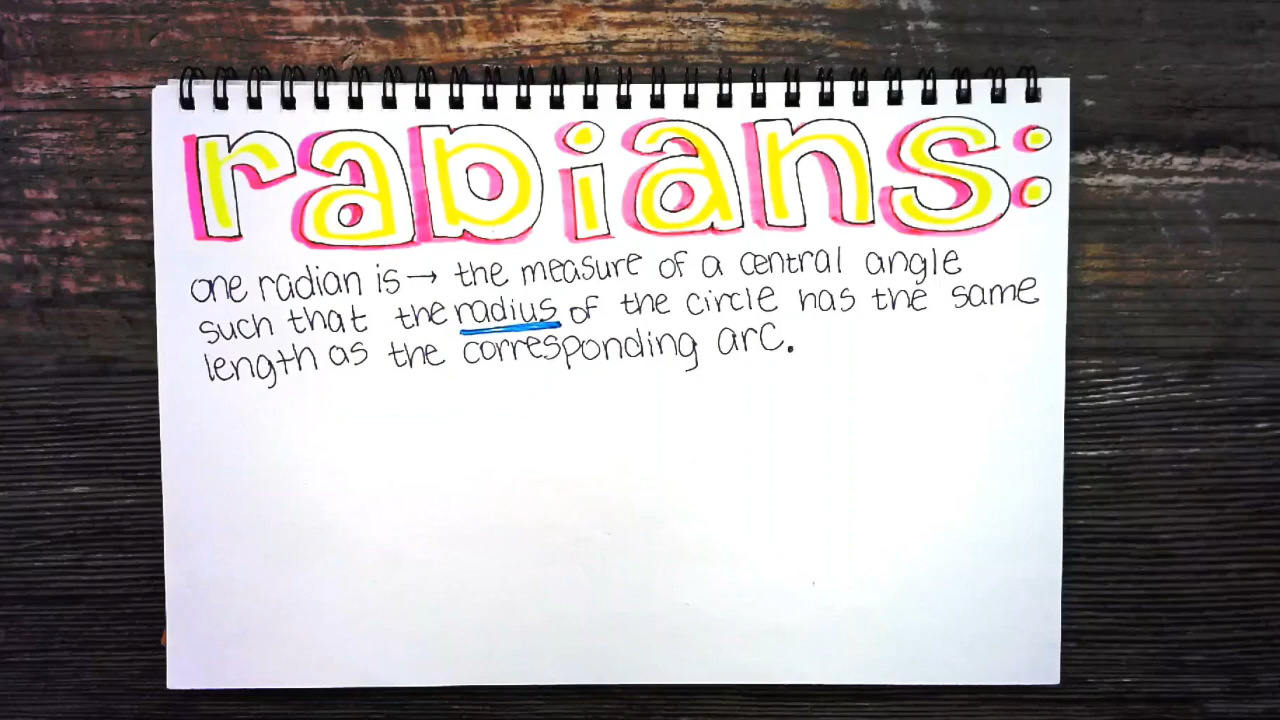 radians:
one radian is → the measure of a central angle
such that the radius of the circle has the same
length as the corresponding arc.